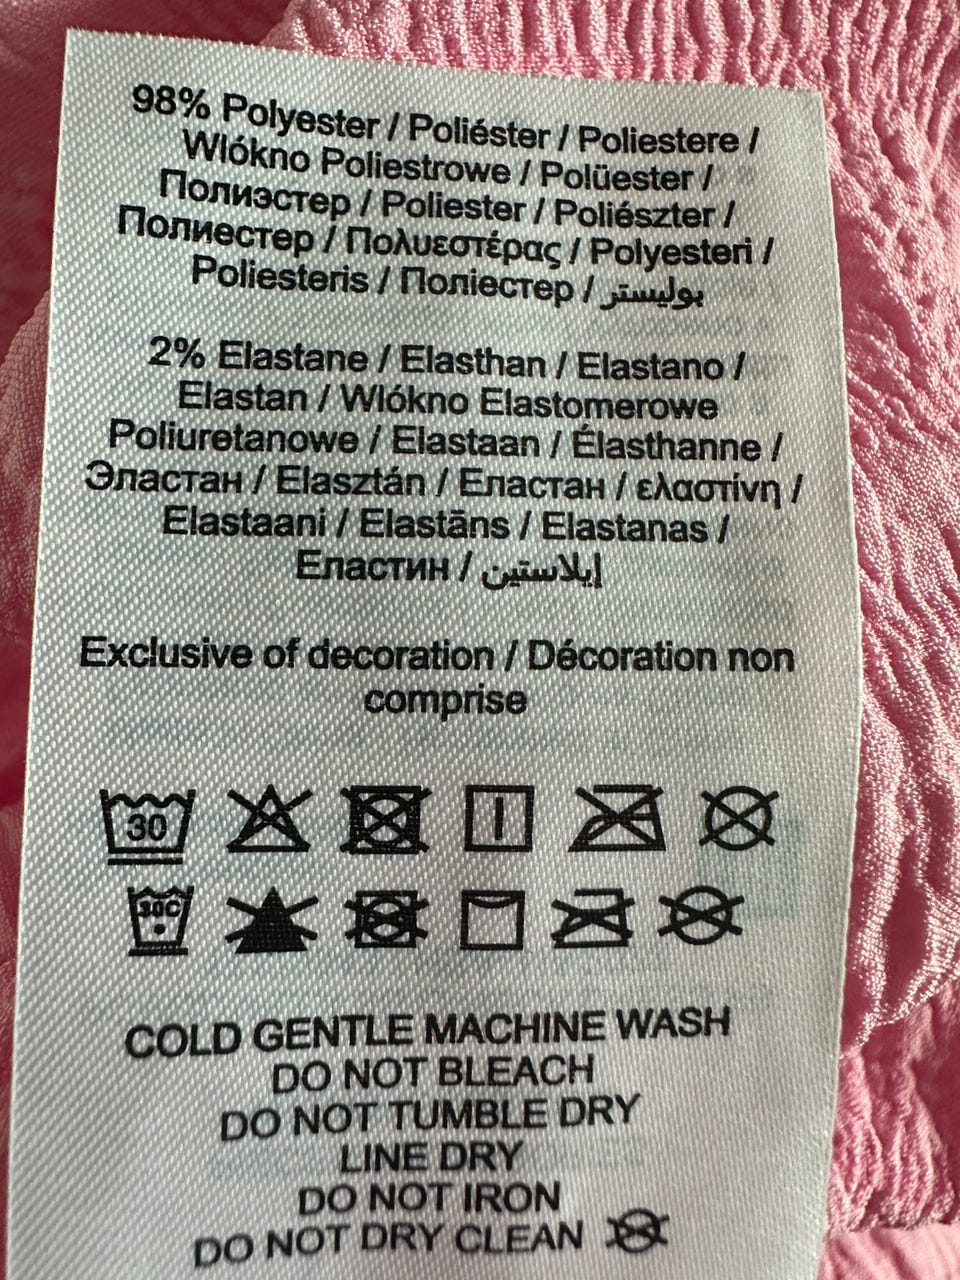 98% Polyester / Poliéster / Poliestere /
Wlókno Poliestrowe / Polüester /
Полиэстер / Poliester / Poliészter /
Полиестер / Πολυεστέρας / Polyesteri /
Poliesteris / Поліестер / بوليستر
2% Elastane / Elasthan / Elastano /
Elastan / Wlókno Elastomerowe
Poliuretanowe / Elastaan / Élasthanne /
Эластан / Elasztán / Еластан / ελαστίνη /
Elastaani / Elastāns / Elastanas /
Еластин / إيلاستين
Exclusive of decoration / Décoration non
comprise
30
30C
COLD GENTLE MACHINE WASH
DO NOT BLEACH
DO NOT TUMBLE DRY
LINE DRY
DO NOT IRON
DO NOT DRY CLEAN